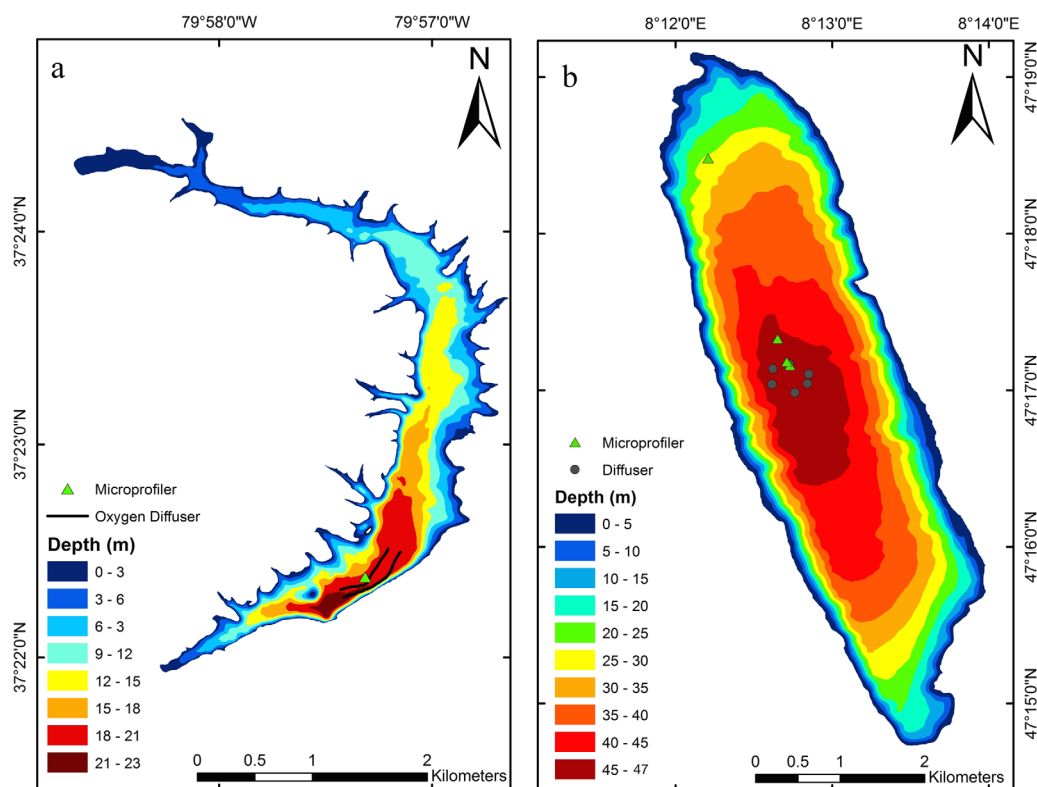 79°58'0"W
79°57'0"W
a
N
37°24'0"N
37°23'0"N
37°22'0"N
Microprofiler
Oxygen Diffuser
Depth (m)
0 - 3
3 - 6
6 - 3
9 - 12
12 - 15
15 - 18
18 - 21
21 - 23
0 0.5 1 2
Kilometers
8°12'0"E
8°13'0"E
8°14'0"E
b
N
47°19'0"N
47°18'0"N
47°17'0"N
47°16'0"N
47°15'0"N
Microprofiler
Diffuser
Depth (m)
0 - 5
5 - 10
10 - 15
15 - 20
20 - 25
25 - 30
30 - 35
35 - 40
40 - 45
45 - 47
0 0.5 1 2
Kilometers